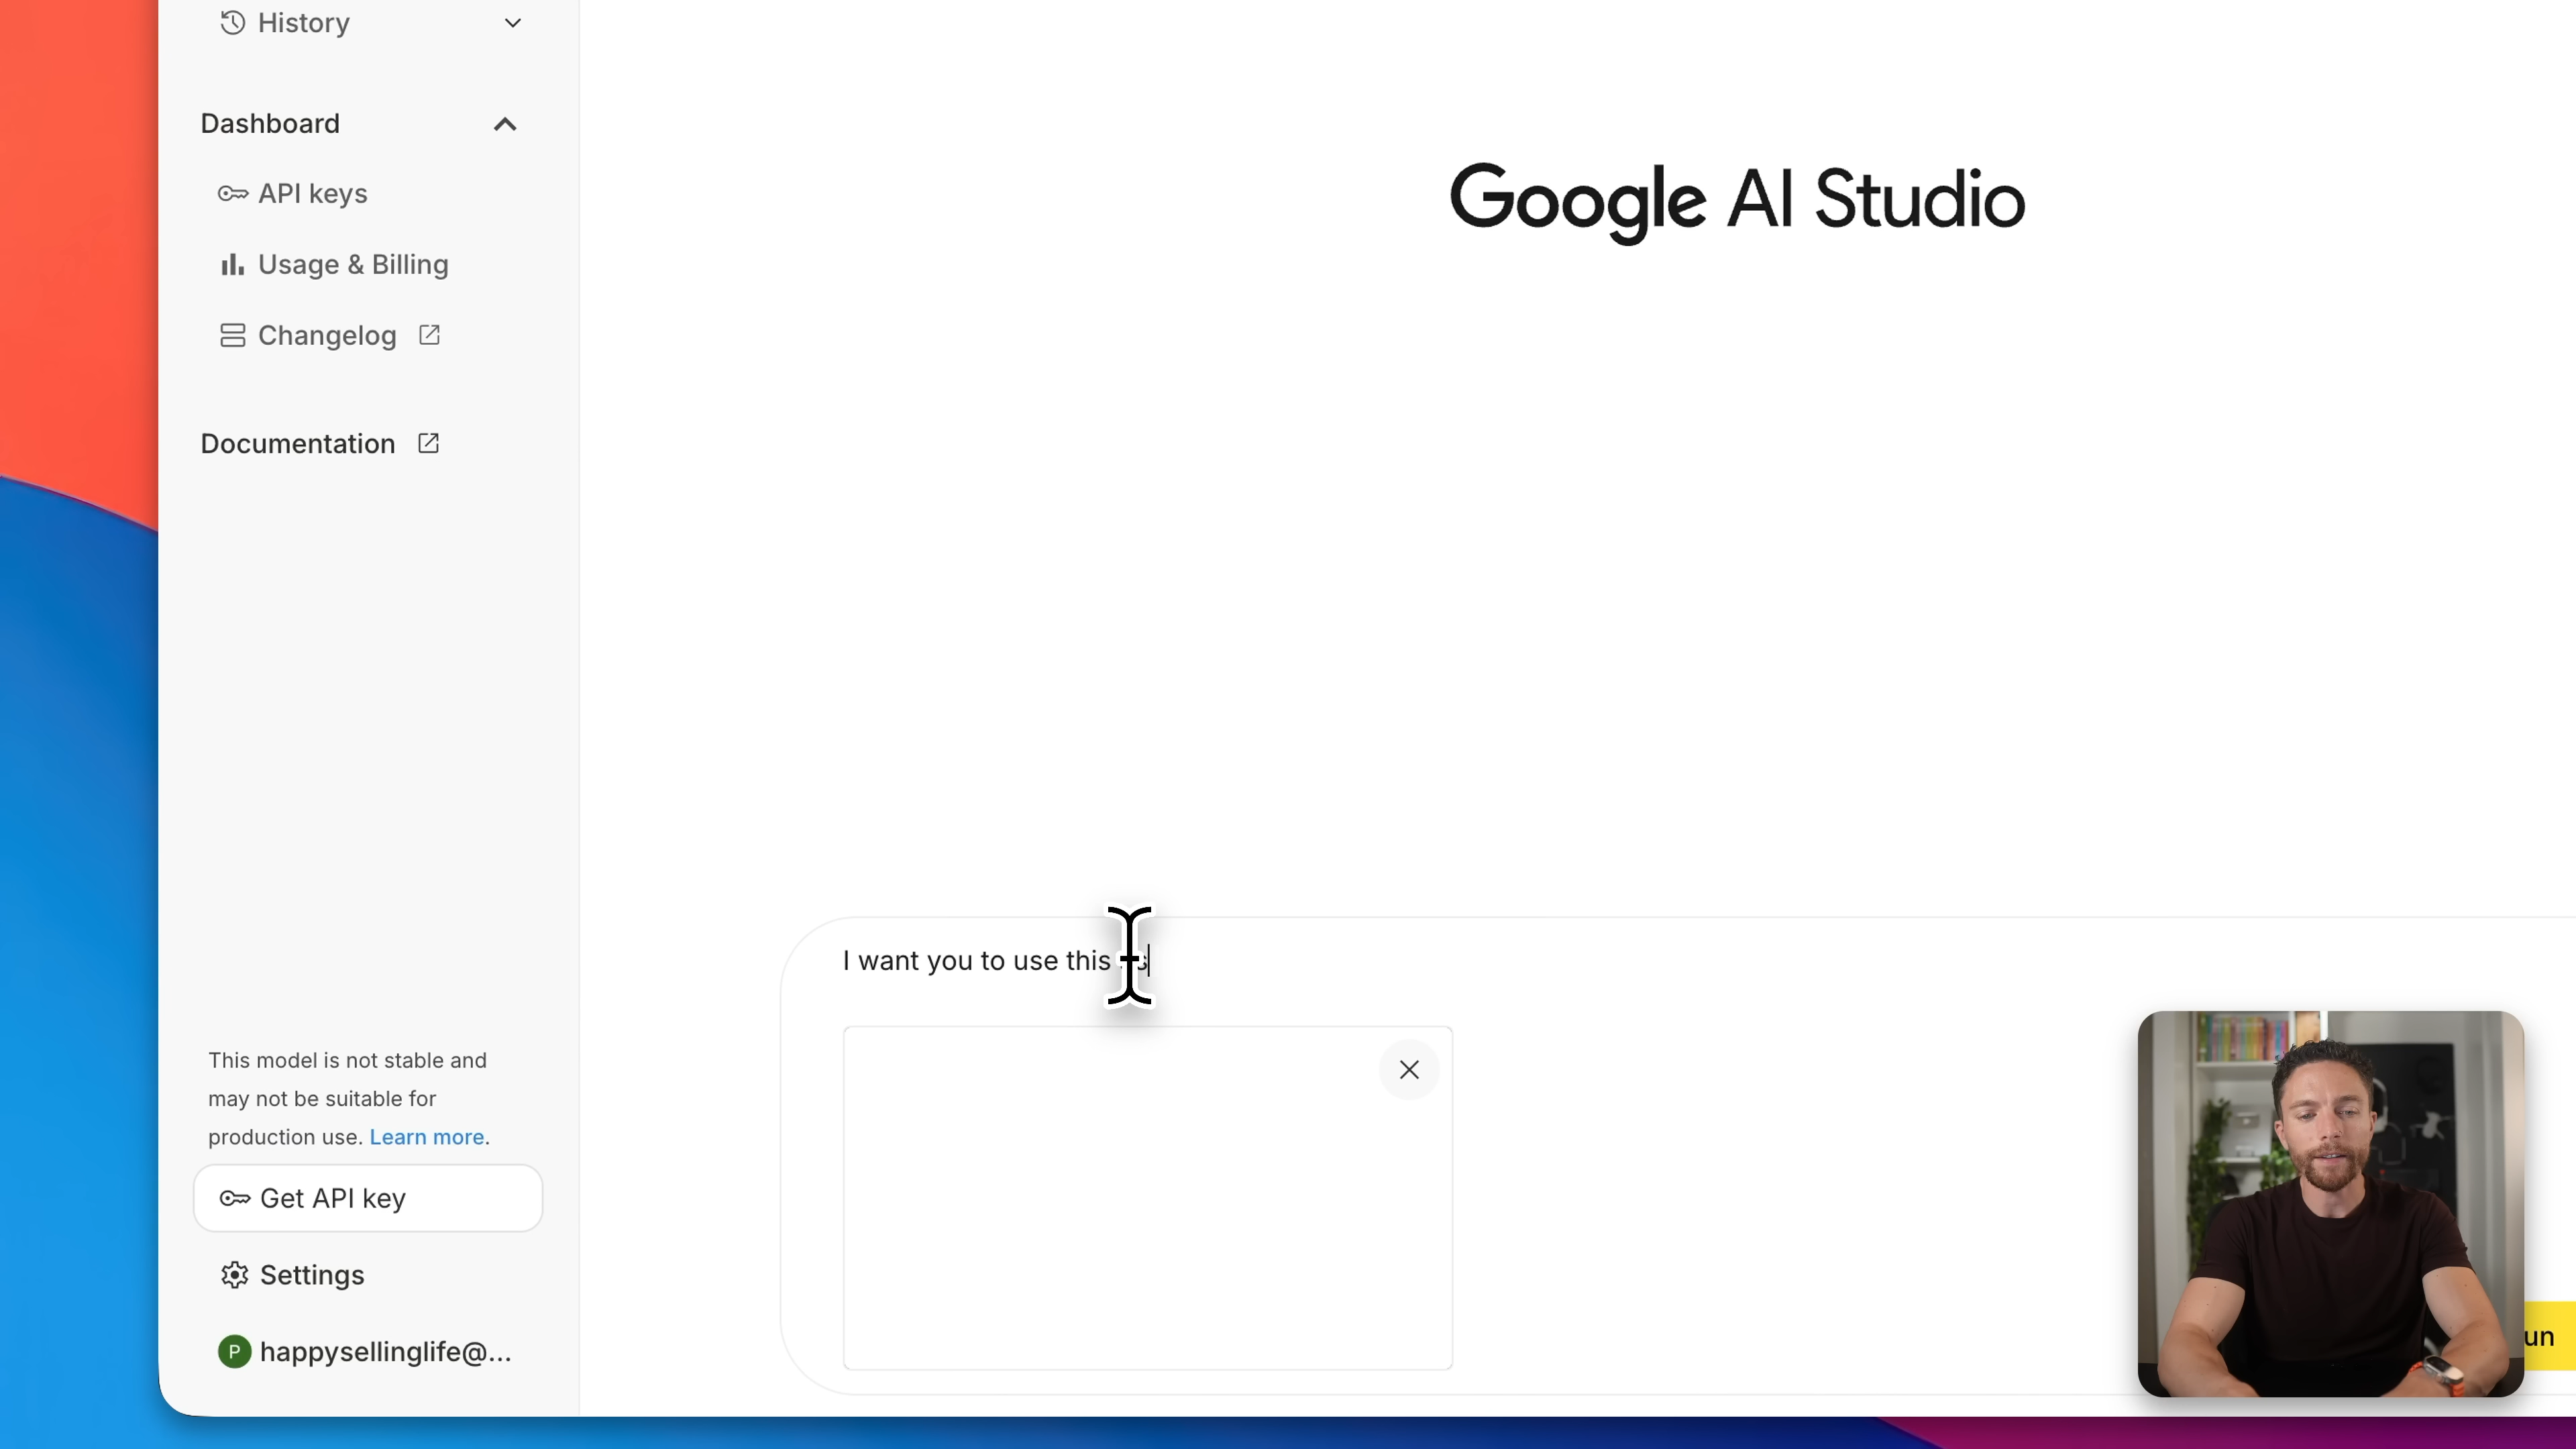 History
Dashboard
API keys
Usage & Billing
Changelog
Documentation
Google AI Studio
I want you to use this
This model is not stable and
may not be suitable for
production use. Learn more.
Get API key
Settings
P happysellinglife@...
un